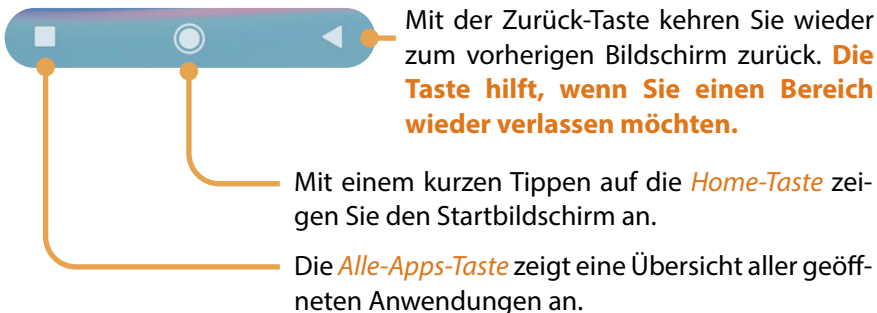 Mit der Zurück-Taste kehren Sie wieder
zum vorherigen Bildschirm zurück. Die
Taste hilft, wenn Sie einen Bereich
wieder verlassen möchten.
Mit einem kurzen Tippen auf die Home-Taste zei-
gen Sie den Startbildschirm an.
Die Alle-Apps-Taste zeigt eine Übersicht aller geöff-
neten Anwendungen an.